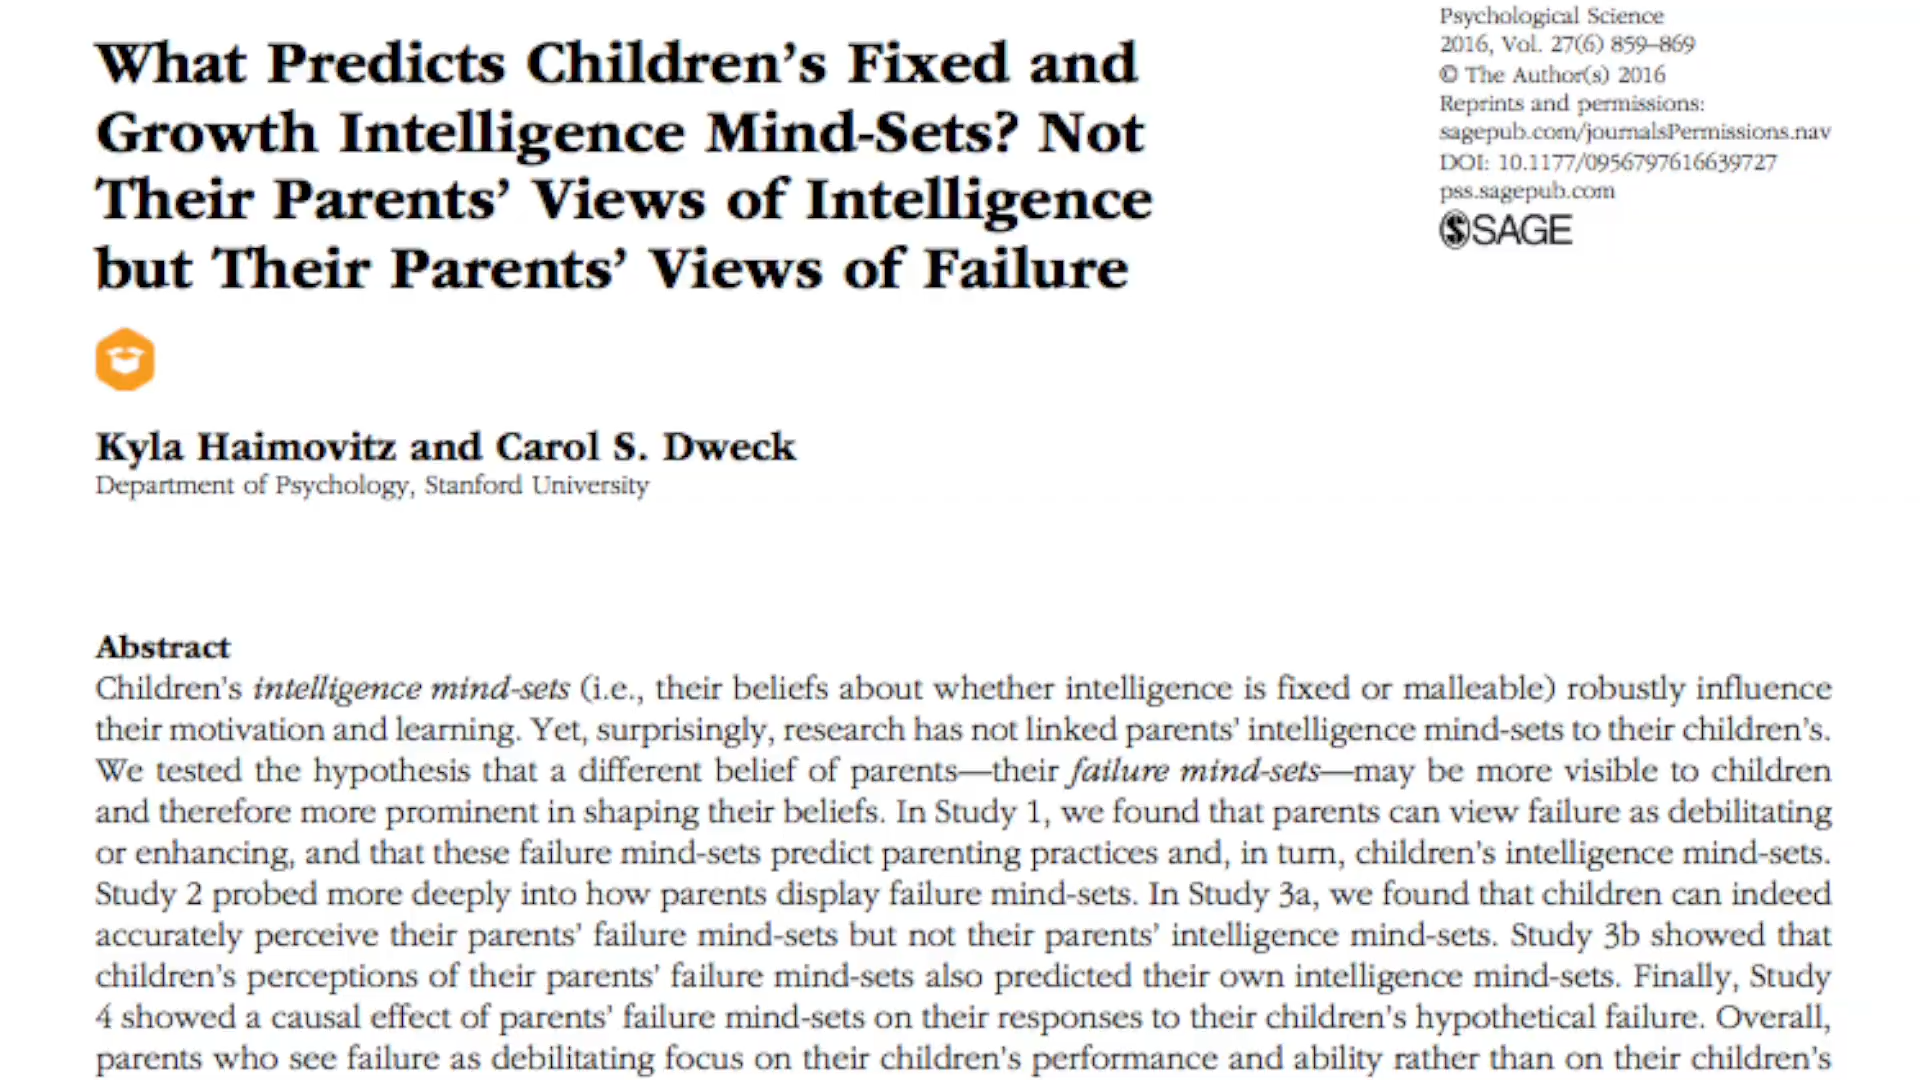 What Predicts Children's Fixed and
Growth Intelligence Mind-Sets? Not
Their Parents' Views of Intelligence
but Their Parents' Views of Failure
Psychological Science
2016, Vol. 27(6) 859–869
© The Author(s) 2016
Reprints and permissions:
sagepub.com/journalsPermissions.nav
DOI: 10.1177/0956797616639727
pss.sagepub.com
SAGE
Kyla Haimovitz and Carol S. Dweck
Department of Psychology, Stanford University
Abstract
Children's intelligence mind-sets (i.e., their beliefs about whether intelligence is fixed or malleable) robustly influence
their motivation and learning. Yet, surprisingly, research has not linked parents' intelligence mind-sets to their children's.
We tested the hypothesis that a different belief of parents—their failure mind-sets—may be more visible to children
and therefore more prominent in shaping their beliefs. In Study 1, we found that parents can view failure as debilitating
or enhancing, and that these failure mind-sets predict parenting practices and, in turn, children's intelligence mind-sets.
Study 2 probed more deeply into how parents display failure mind-sets. In Study 3a, we found that children can indeed
accurately perceive their parents' failure mind-sets but not their parents' intelligence mind-sets. Study 3b showed that
children's perceptions of their parents' failure mind-sets also predicted their own intelligence mind-sets. Finally, Study
4 showed a causal effect of parents' failure mind-sets on their responses to their children's hypothetical failure. Overall,
parents who see failure as debilitating focus on their children's performance and ability rather than on their children's